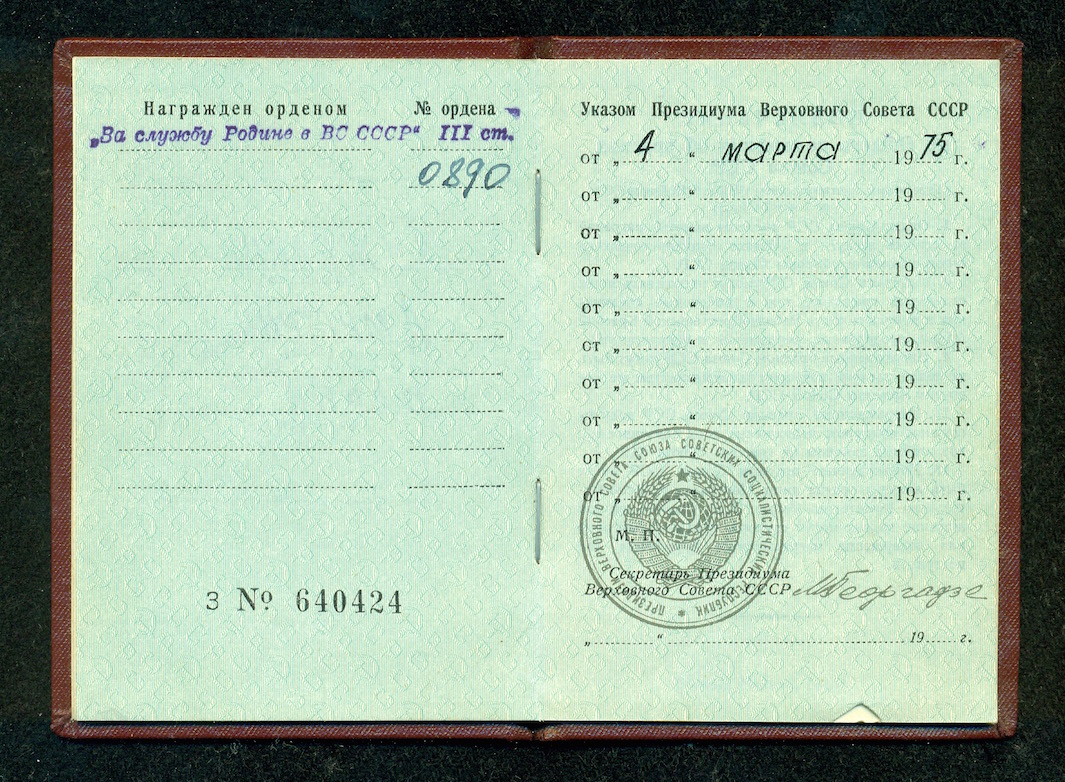 Награжден орденом № ордена
„За службу Родине в ВС СССР“ III ст.
0890
З № 640424
Указом Президиума Верховного Совета СССР
от „ 4 “ марта 1975 г.
от „ “ 19 г.
от „ “ 19 г.
от „ “ 19 г.
от „ “ 19 г.
от „ “ 19 г.
от „ “ 19 г.
от „ “ 19 г.
от „ “ 19 г.
от „ “ 19 г.
ПРЕЗИДИУМ ВЕРХОВНОГО СОВЕТА СОЮЗА СОВЕТСКИХ СОЦИАЛИСТИЧЕСКИХ РЕСПУБЛИК
М. П.
Секретарь Президиума
Верховного Совета СССР МГеоргадзе
„ “ 19 г.